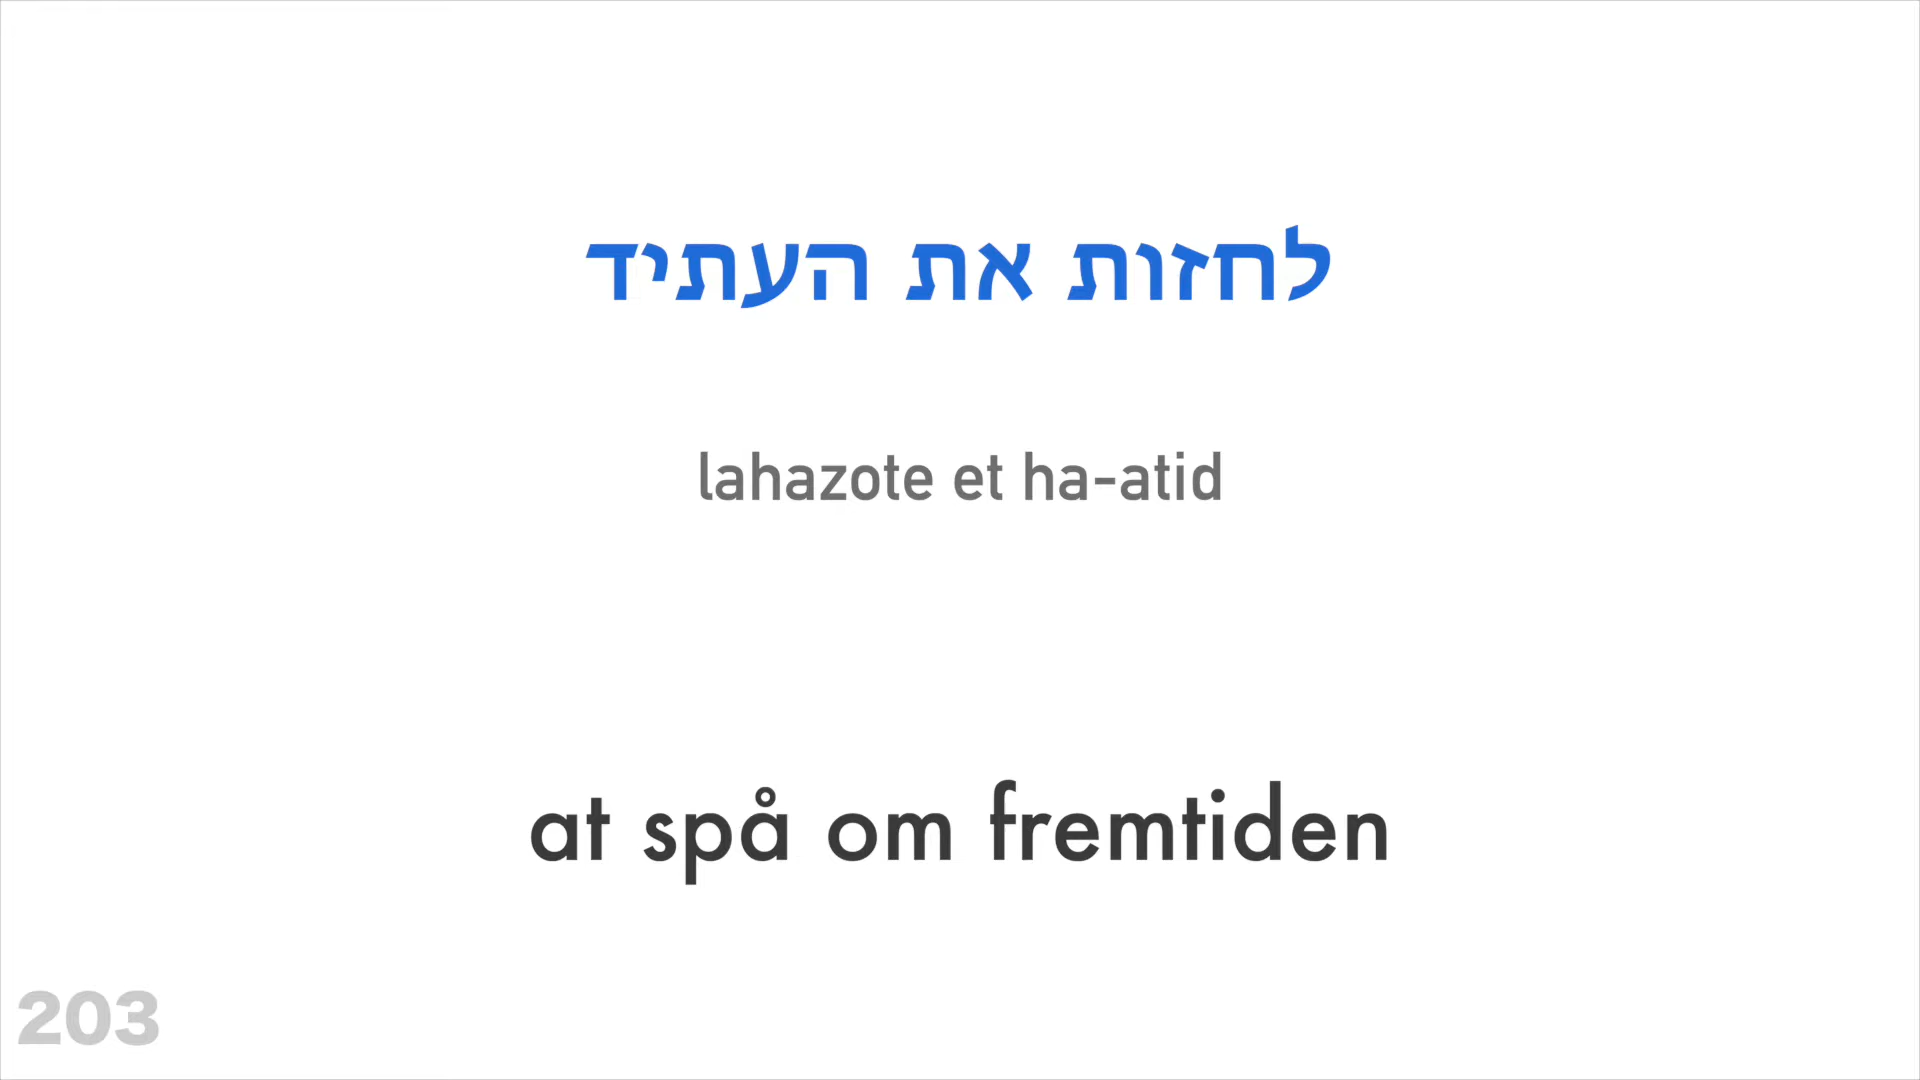 לחזות את העתיד
lahazote et ha-atid
at spå om fremtiden
203